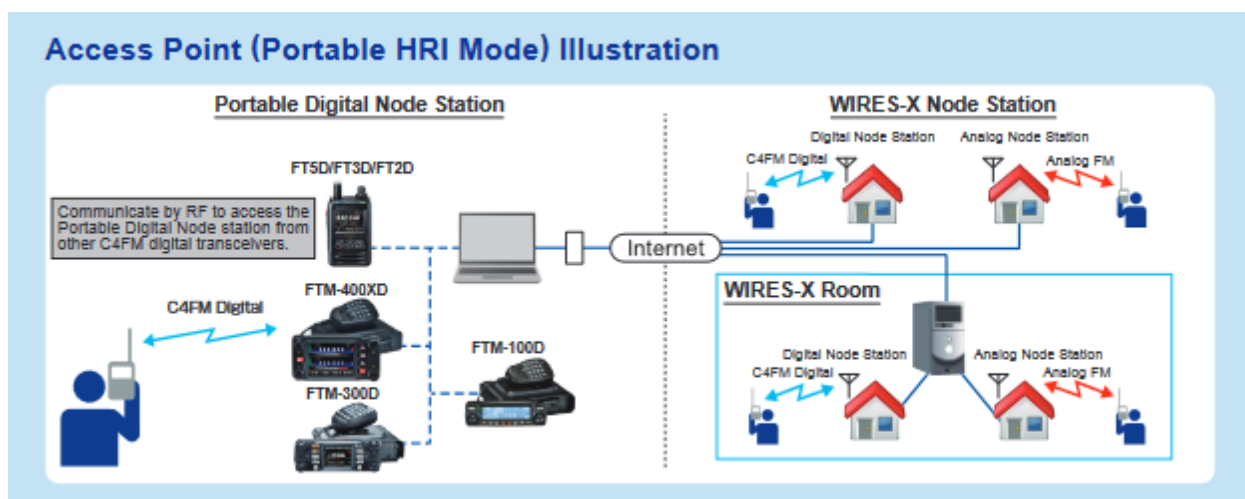 Access Point (Portable HRI Mode) Illustration
Portable Digital Node Station
FT5D/FT3D/FT2D
Communicate by RF to access the
Portable Digital Node station from
other C4FM digital transceivers.
FTM-400XD
C4FM Digital
FTM-100D
FTM-300D
Internet
WIRES-X Node Station
Digital Node Station
Analog Node Station
C4FM Digital
Analog FM
WIRES-X Room
Digital Node Station
Analog Node Station
C4FM Digital
Analog FM